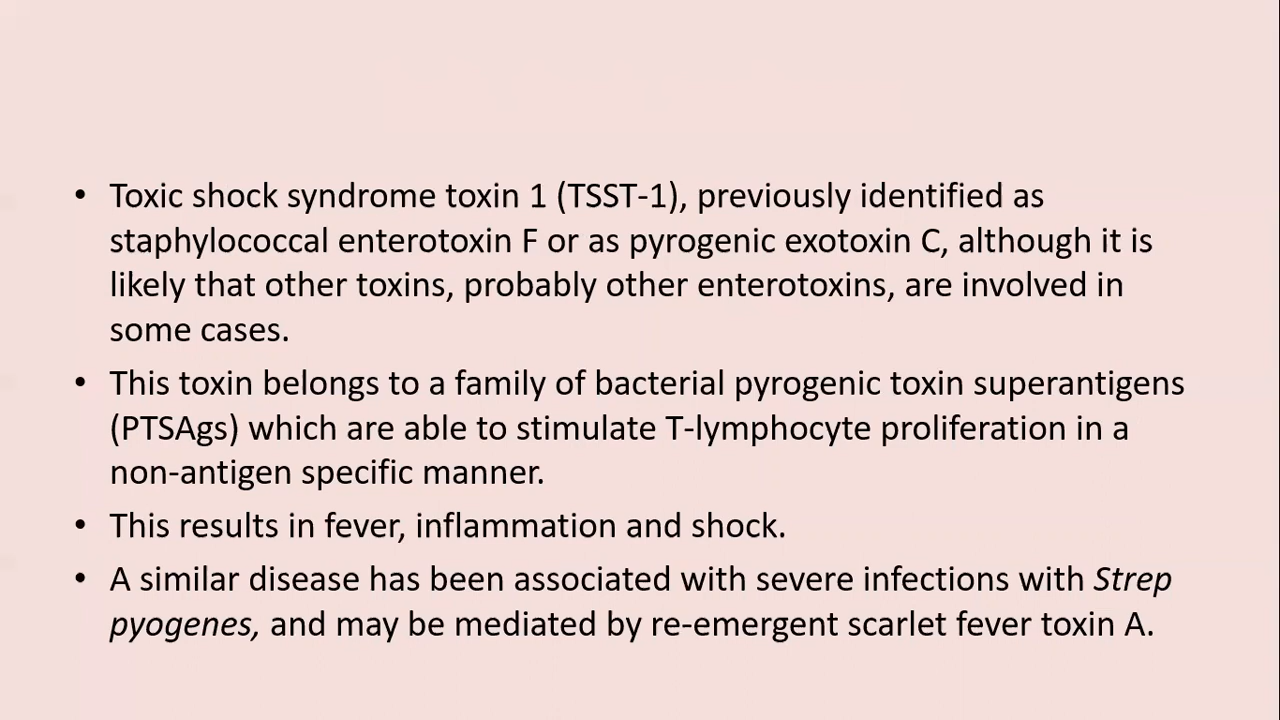 • Toxic shock syndrome toxin 1 (TSST-1), previously identified as
staphylococcal enterotoxin F or as pyrogenic exotoxin C, although it is
likely that other toxins, probably other enterotoxins, are involved in
some cases.
• This toxin belongs to a family of bacterial pyrogenic toxin superantigens
(PTSAgs) which are able to stimulate T-lymphocyte proliferation in a
non-antigen specific manner.
• This results in fever, inflammation and shock.
• A similar disease has been associated with severe infections with Strep
pyogenes, and may be mediated by re-emergent scarlet fever toxin A.